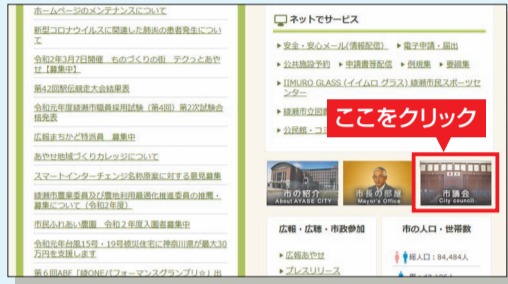 ホームページのメンテナンスについて
新型コロナウイルスに関連した肺炎の患者発生につい
て
令和2年3月7日開催 ものづくりの街 テクっとあや
せ【募集中】
第42回駅伝競走大会結果表
令和元年度綾瀬市職員採用試験（第4回）第2次試験合
格発表
広報まちかど特派員 募集中
あやせ地域づくりカレッジについて
スマートインターチェンジ名称原案に対する意見募集
綾瀬市農業委員及び農地利用最適化推進委員の推薦・
募集について（令和2年度）
市民ふれあい農園 令和２年度入園者募集中
令和元年台風15号・19号被災住宅に神奈川県が最大30
万円を支援します
第６回ABF「綾ONEパフォーマンスグランプリ☆」出
ネットでサービス
安全・安心メール(情報配信) 電子申請・届出
公共施設予約 申請書等配信 例規集 要綱集
IIMURO GLASS (イイムロ グラス) 綾瀬市民スポーツセ
ンター
綾瀬市立図
公民館・コミ
ここをクリック
市の紹介
About AYASE CITY
市長の部屋
Mayor's Office
市議会
City council
広報・広聴・市政参加
広報あやせ
プレスリリース
市の人口・世帯数
総人口：84,484人